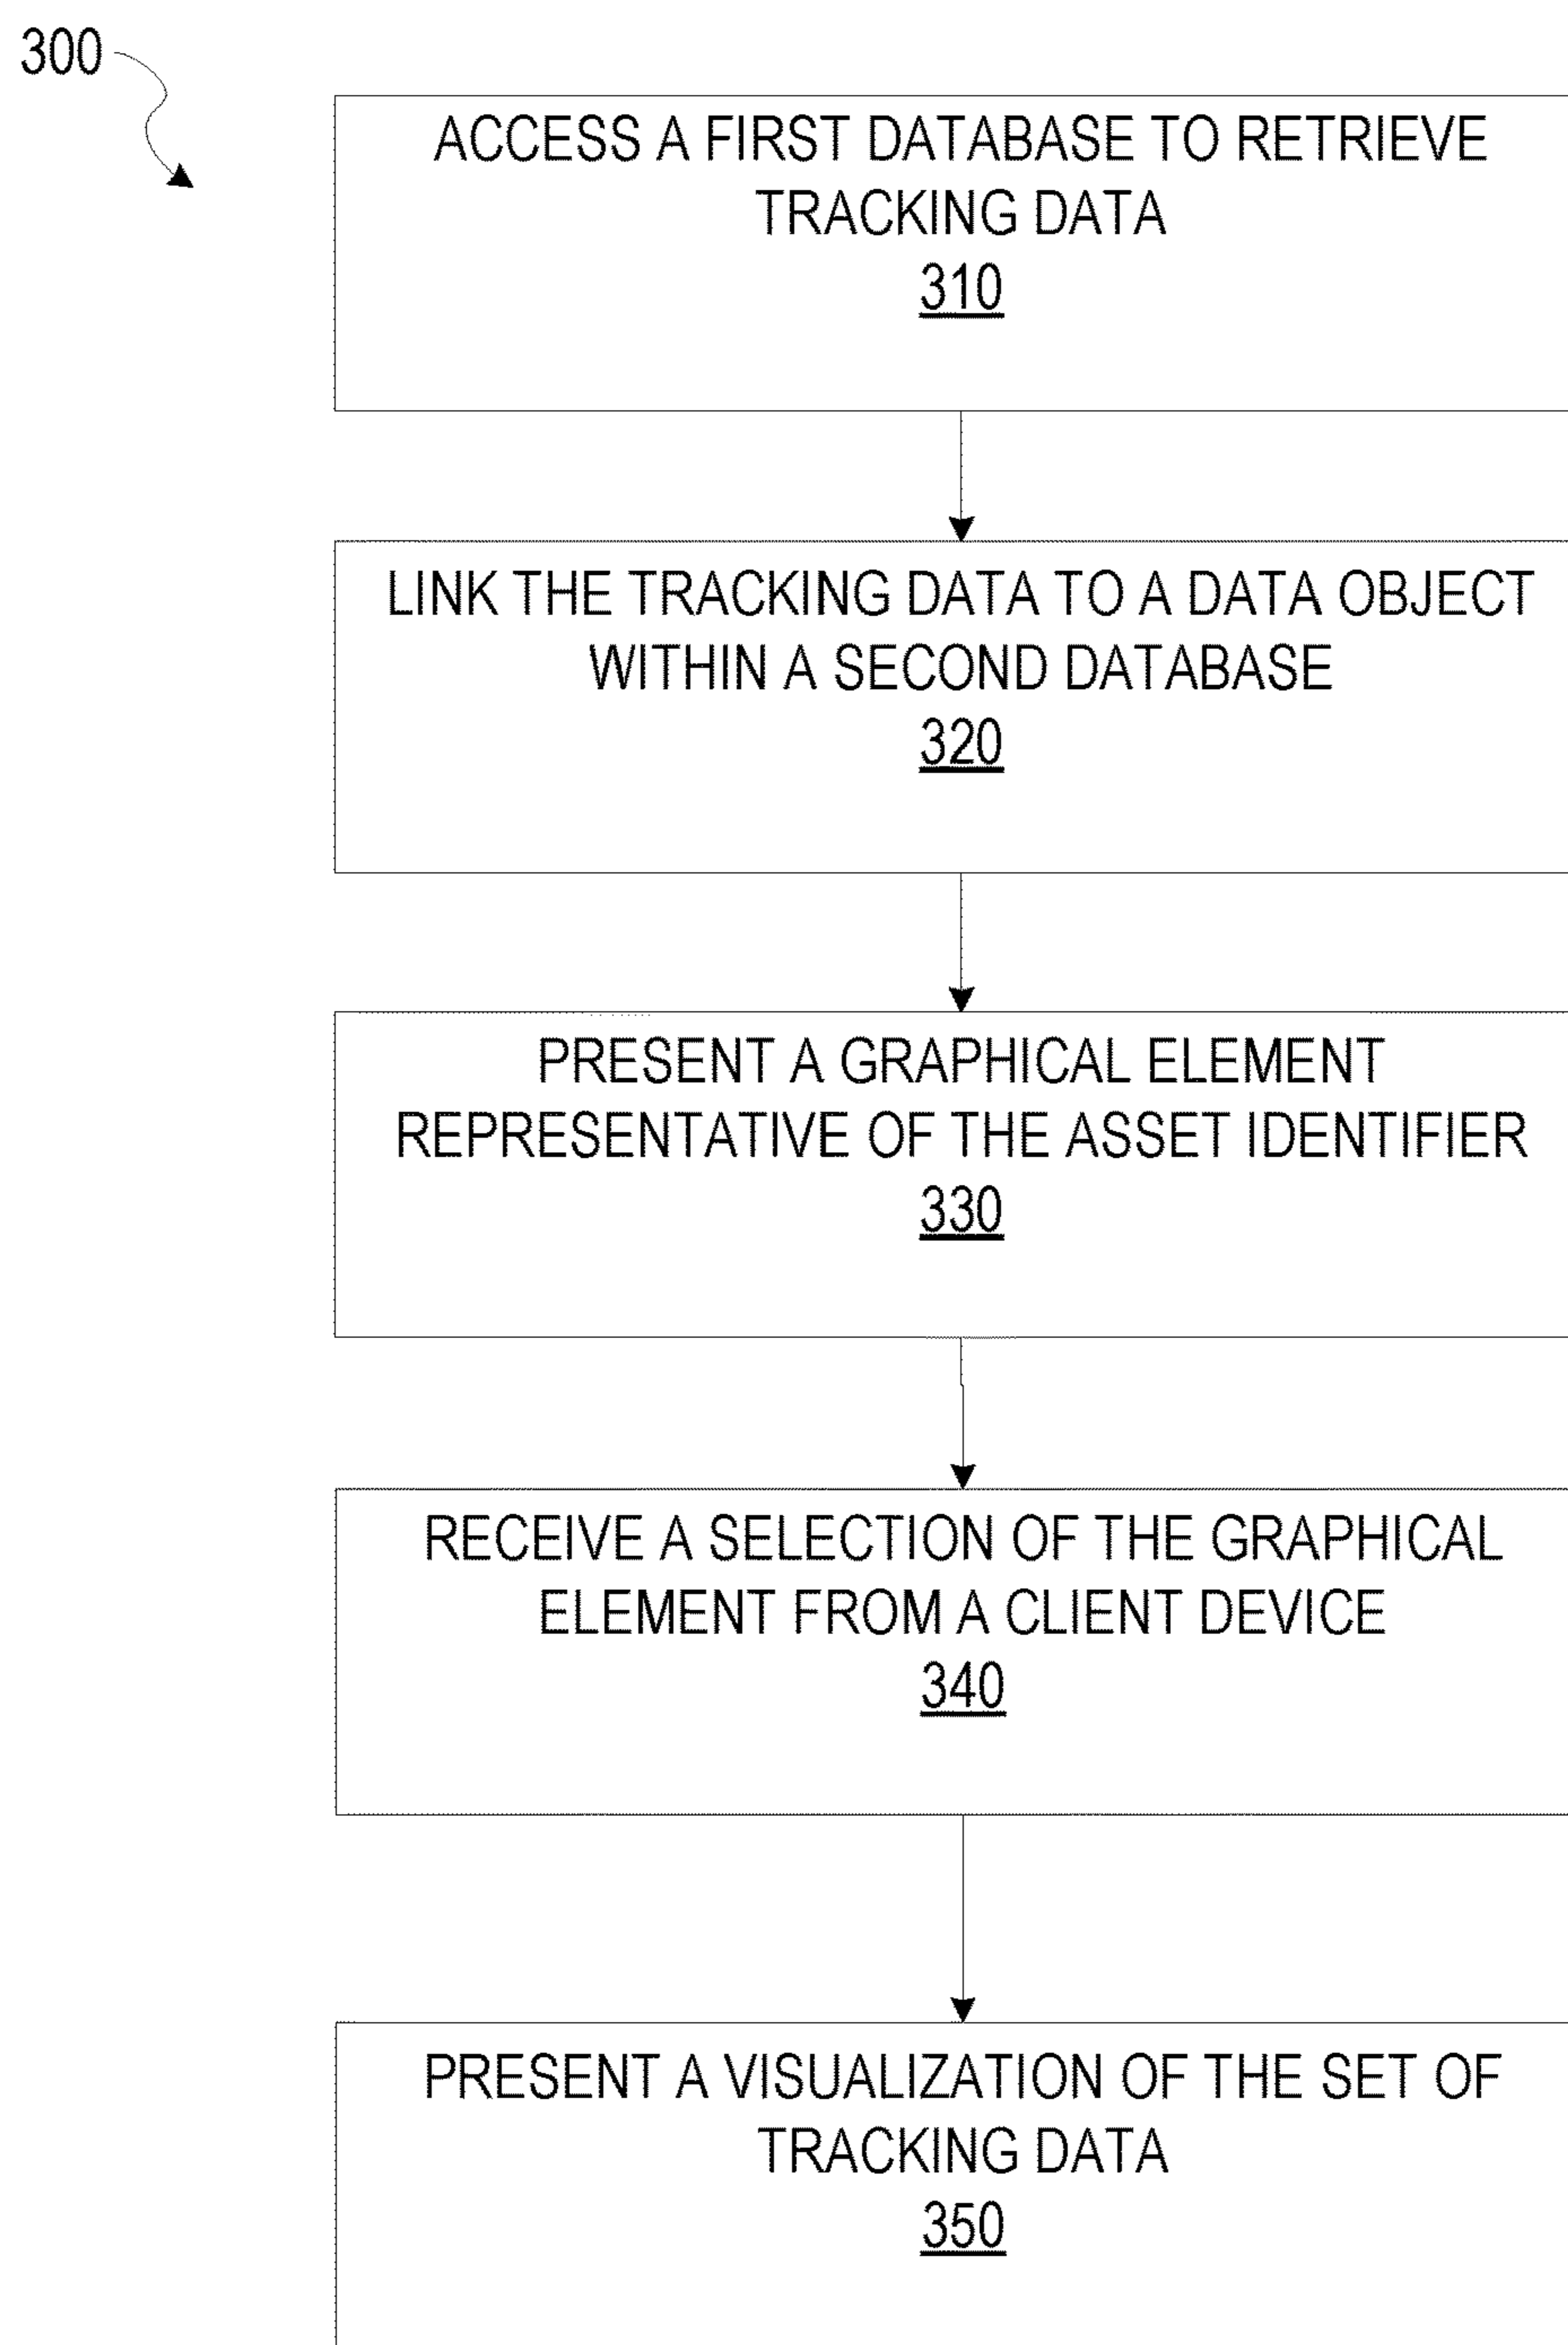 300
ACCESS A FIRST DATABASE TO RETRIEVE
TRACKING DATA
310
LINK THE TRACKING DATA TO A DATA OBJECT
WITHIN A SECOND DATABASE
320
PRESENT A GRAPHICAL ELEMENT
REPRESENTATIVE OF THE ASSET IDENTIFIER
330
RECEIVE A SELECTION OF THE GRAPHICAL
ELEMENT FROM A CLIENT DEVICE
340
PRESENT A VISUALIZATION OF THE SET OF
TRACKING DATA
350